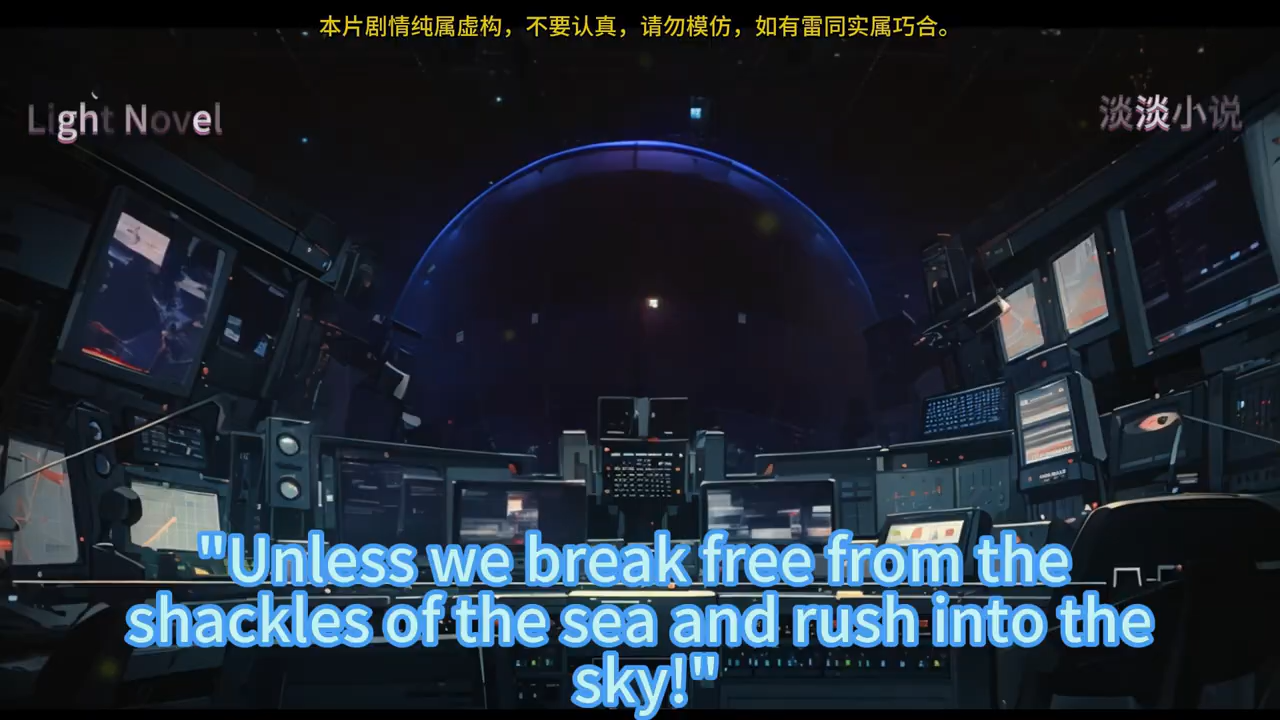 本片剧情纯属虚构，不要认真，请勿模仿，如有雷同实属巧合。
Light Novel
淡淡小说
"Unless we break free from the
shackles of the sea and rush into the
sky!"